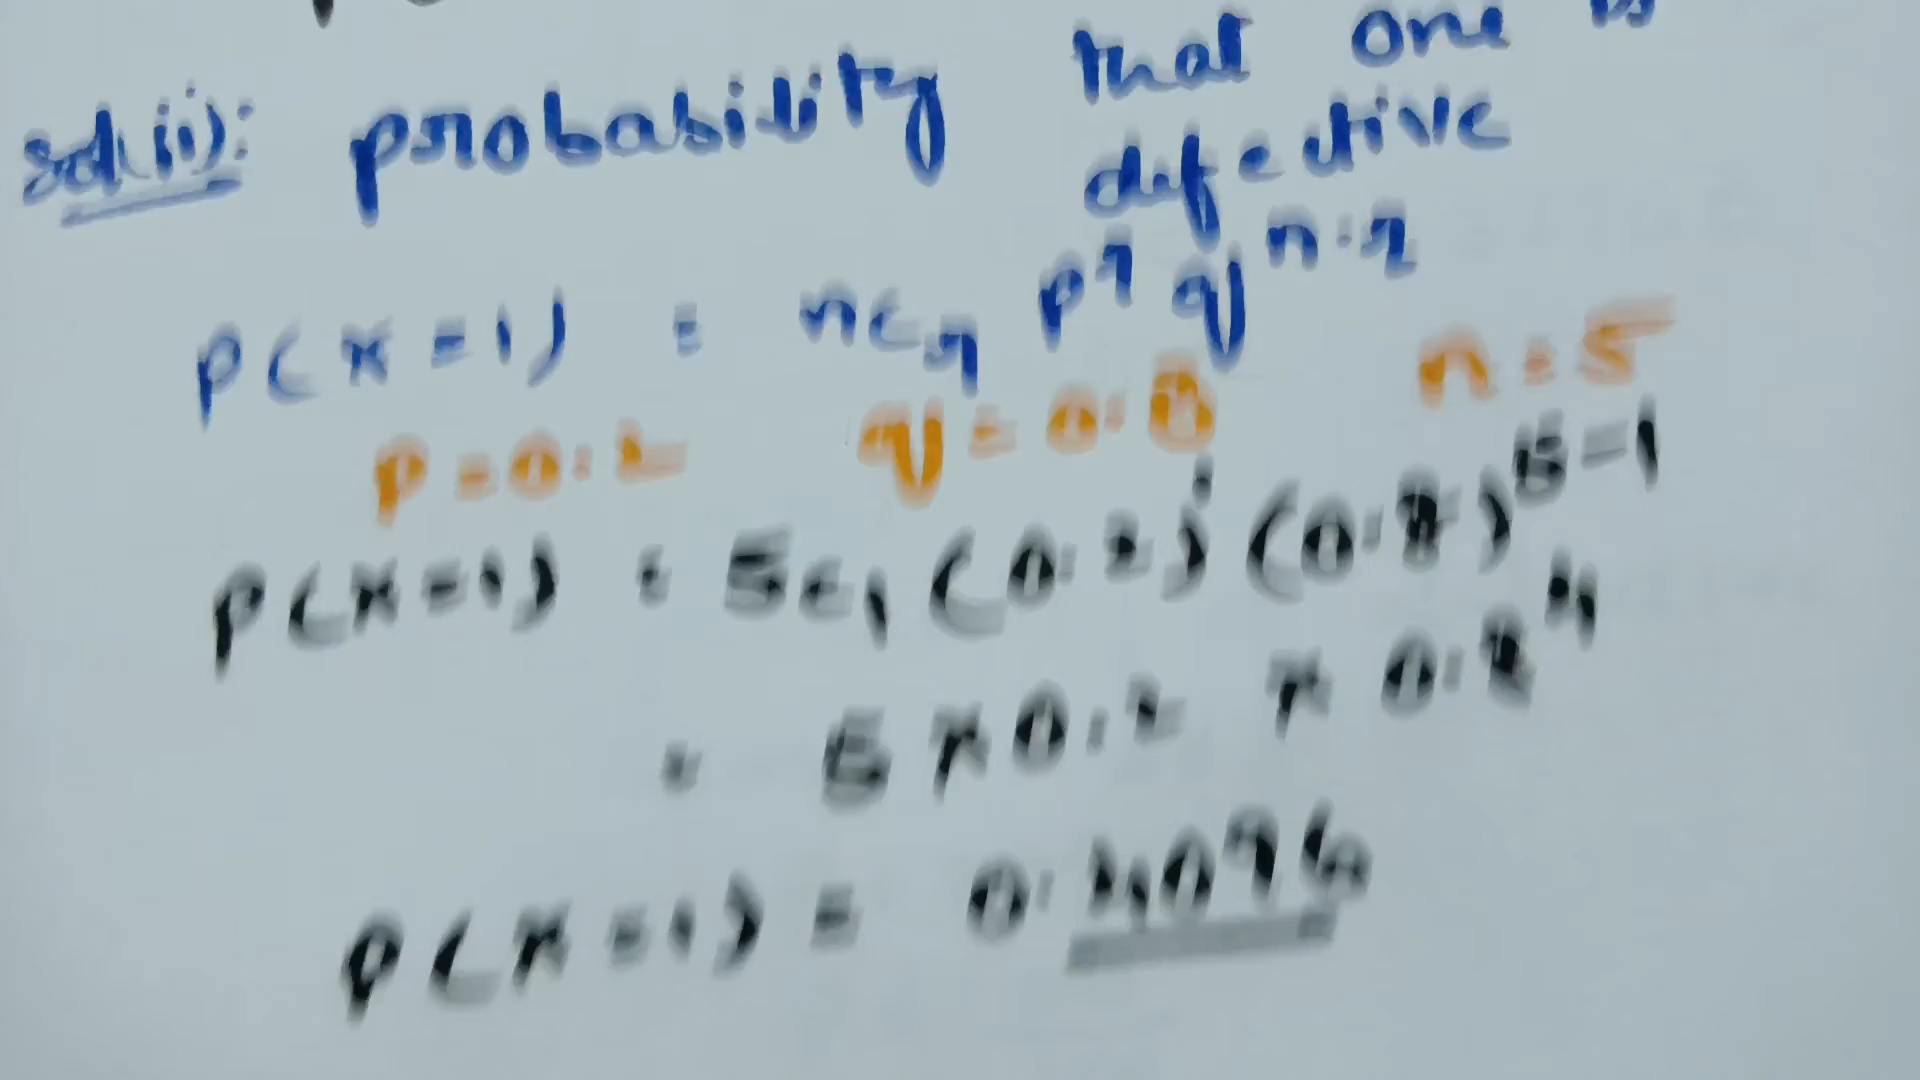 sol(ii): probability that one is
defective
P(x=1) = nCr p^r q^n-r
P=0.2 q=0.8 n=5
P(x=1) = 5C1 (0.2)^1 (0.8)^5-1
= 5 x 0.2 x 0.8^4
P(x=1) = 0.4096